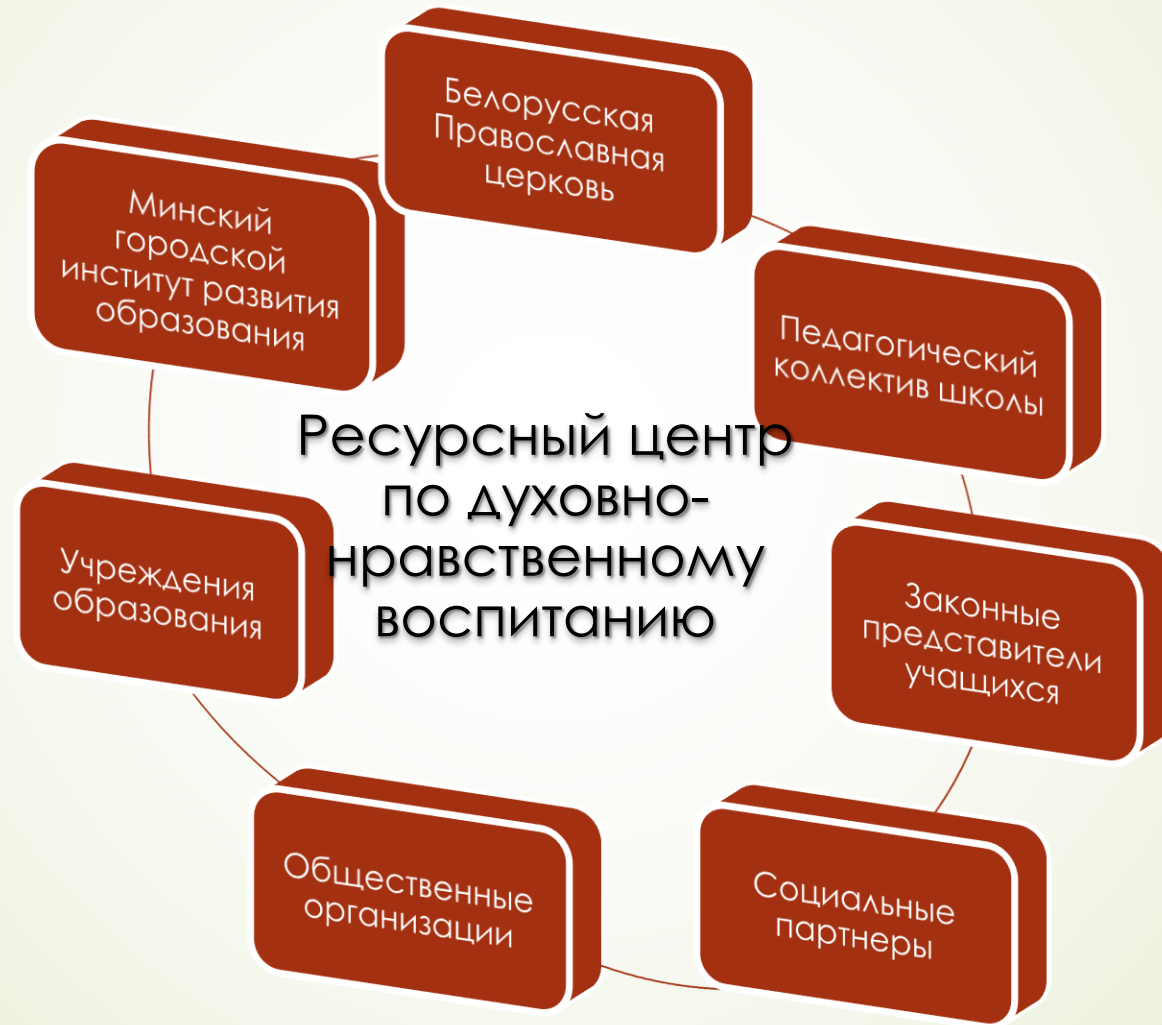 Белорусская
Православная
церковь
Минский
городской
институт развития
образования
Педагогический
коллектив школы
Ресурсный центр
по духовно-
нравственному
воспитанию
Учреждения
образования
Законные
представители
учащихся
Общественные
организации
Социальные
партнеры